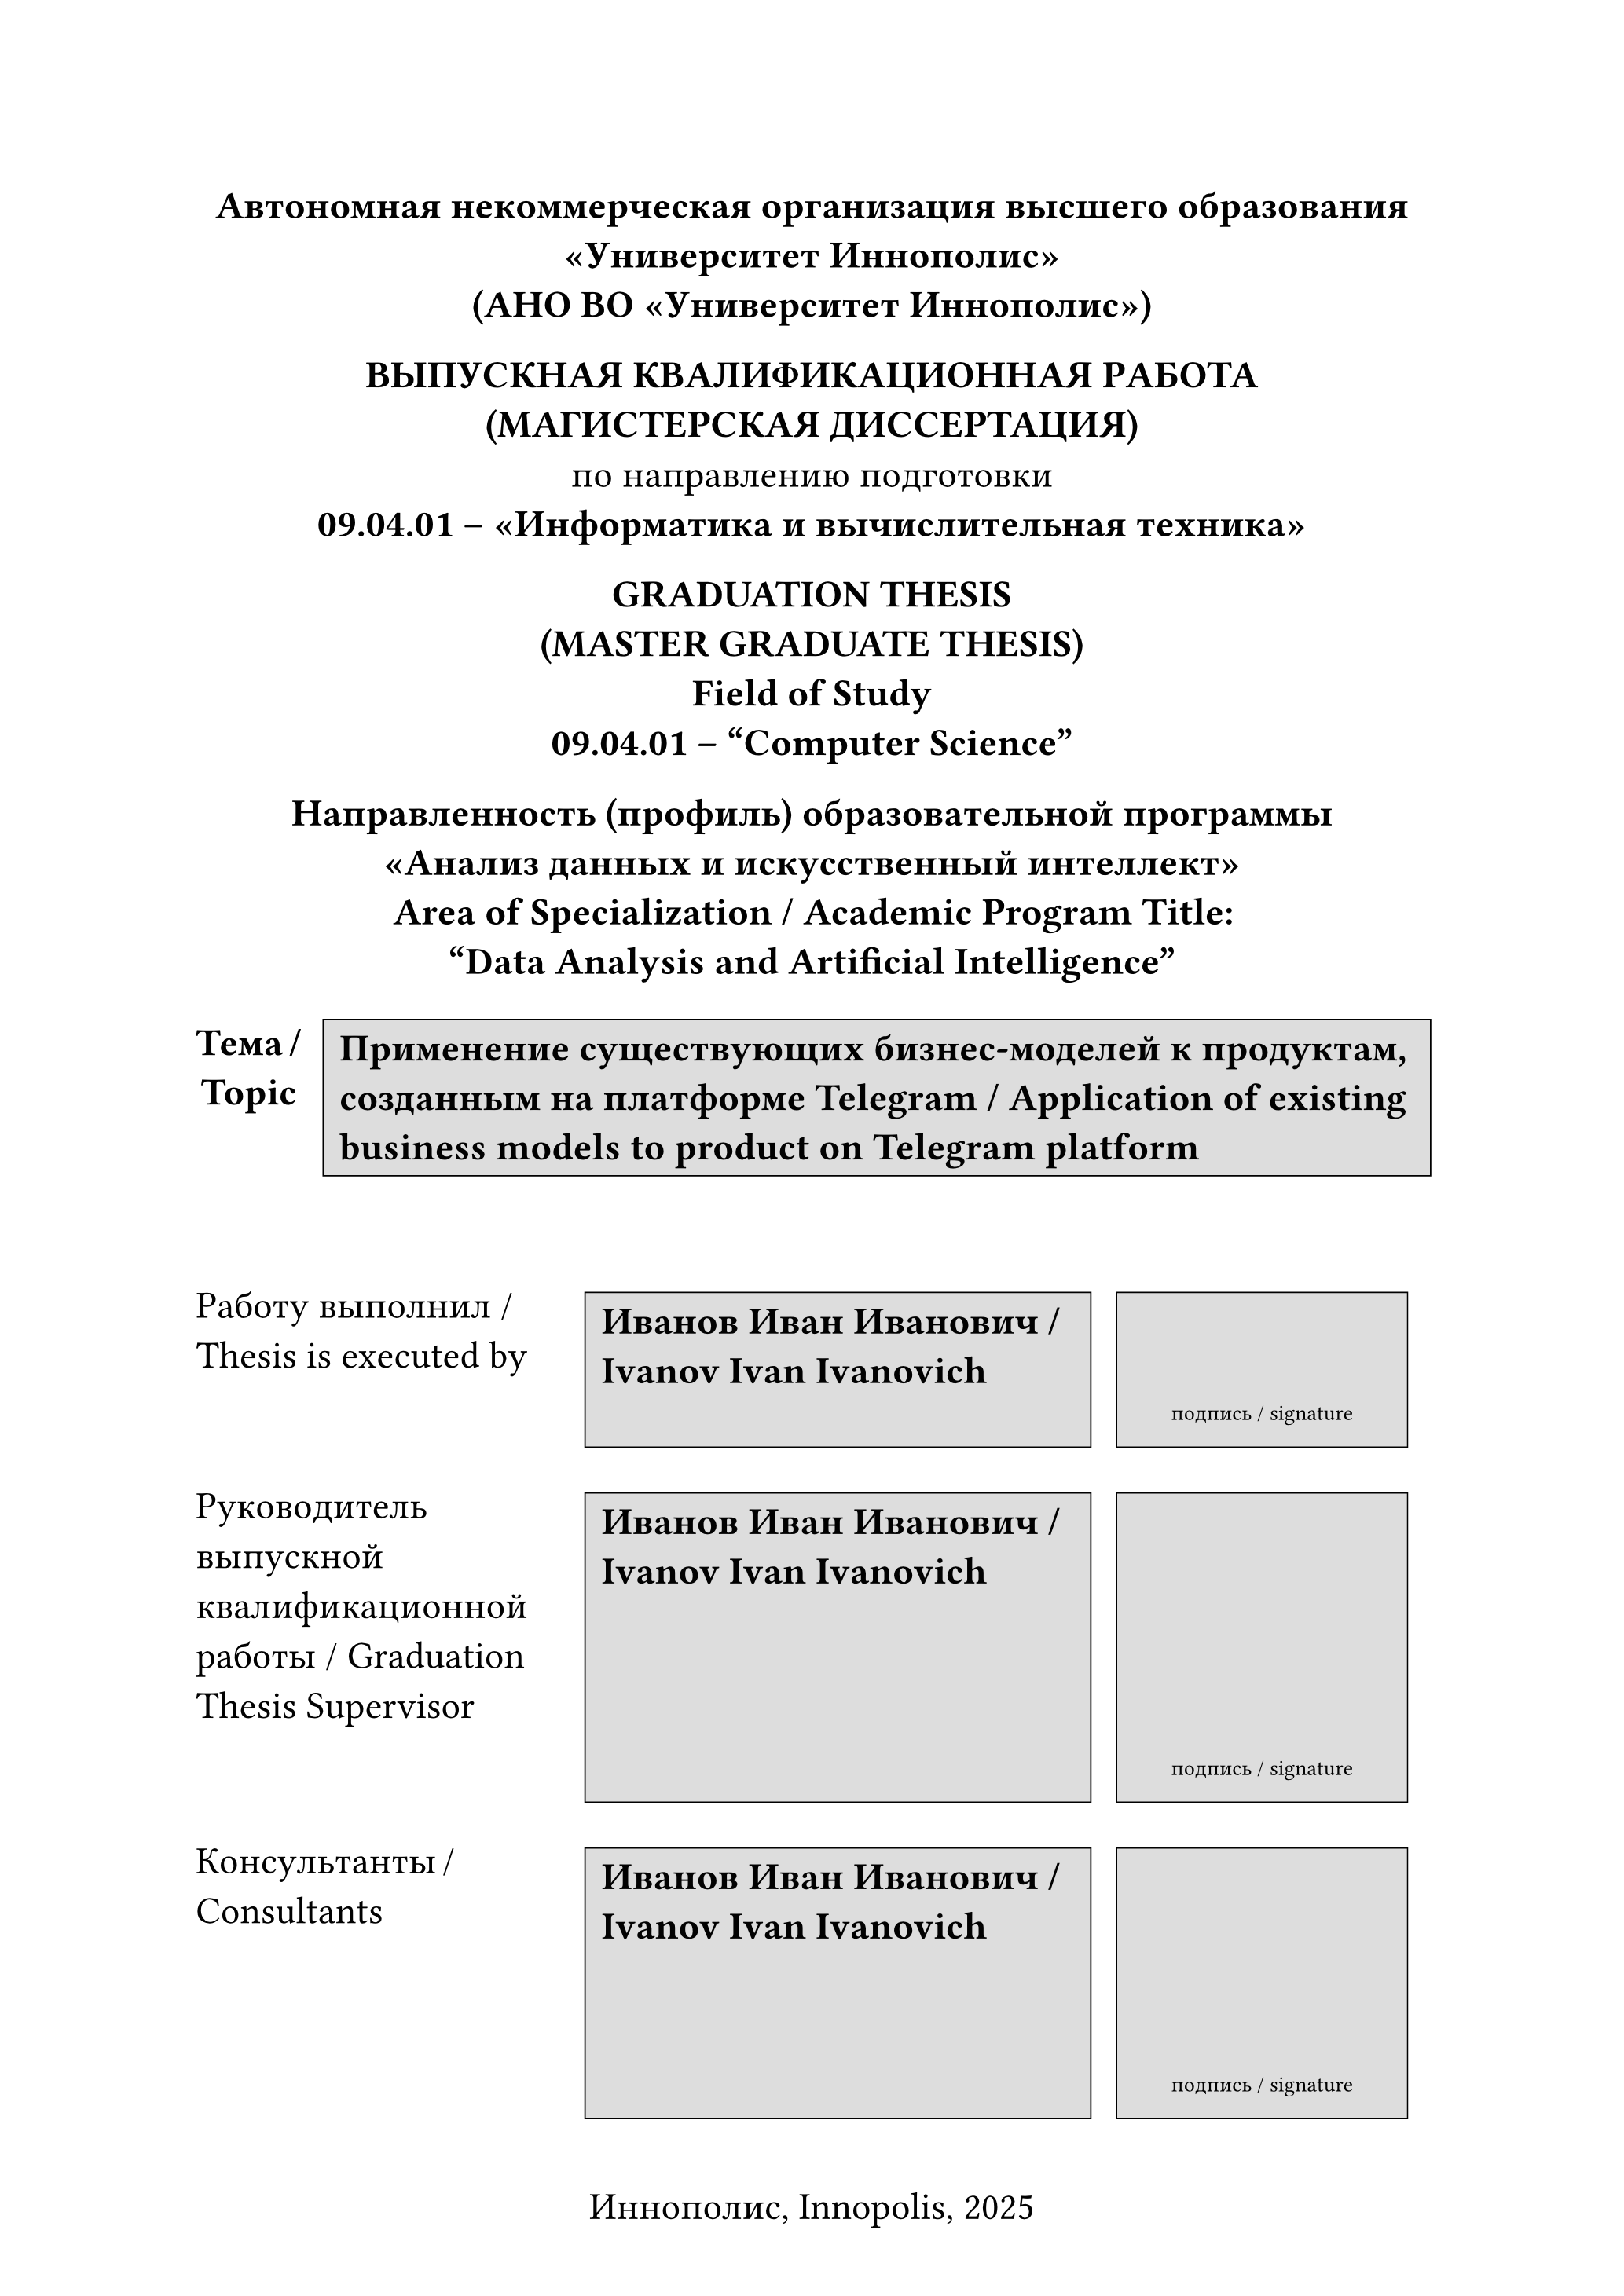 Автономная некоммерческая организация высшего образования
«Университет Иннополис»
(АНО ВО «Университет Иннополис»)
ВЫПУСКНАЯ КВАЛИФИКАЦИОННАЯ РАБОТА
(МАГИСТЕРСКАЯ ДИССЕРТАЦИЯ)
по направлению подготовки
09.04.01 – «Информатика и вычислительная техника»
GRADUATION THESIS
(MASTER GRADUATE THESIS)
Field of Study
09.04.01 – “Computer Science”
Направленность (профиль) образовательной программы
«Анализ данных и искусственный интеллект»
Area of Specialization / Academic Program Title:
“Data Analysis and Artificial Intelligence”
Тема /
Topic
Применение существующих бизнес-моделей к продуктам,
созданным на платформе Telegram / Application of existing
business models to product on Telegram platform
Работу выполнил /
Thesis is executed by
Иванов Иван Иванович /
Ivanov Ivan Ivanovich
подпись / signature
Руководитель
выпускной
квалификационной
работы / Graduation
Thesis Supervisor
Иванов Иван Иванович /
Ivanov Ivan Ivanovich
подпись / signature
Консультанты /
Consultants
Иванов Иван Иванович /
Ivanov Ivan Ivanovich
подпись / signature
Иннополис, Innopolis, 2025